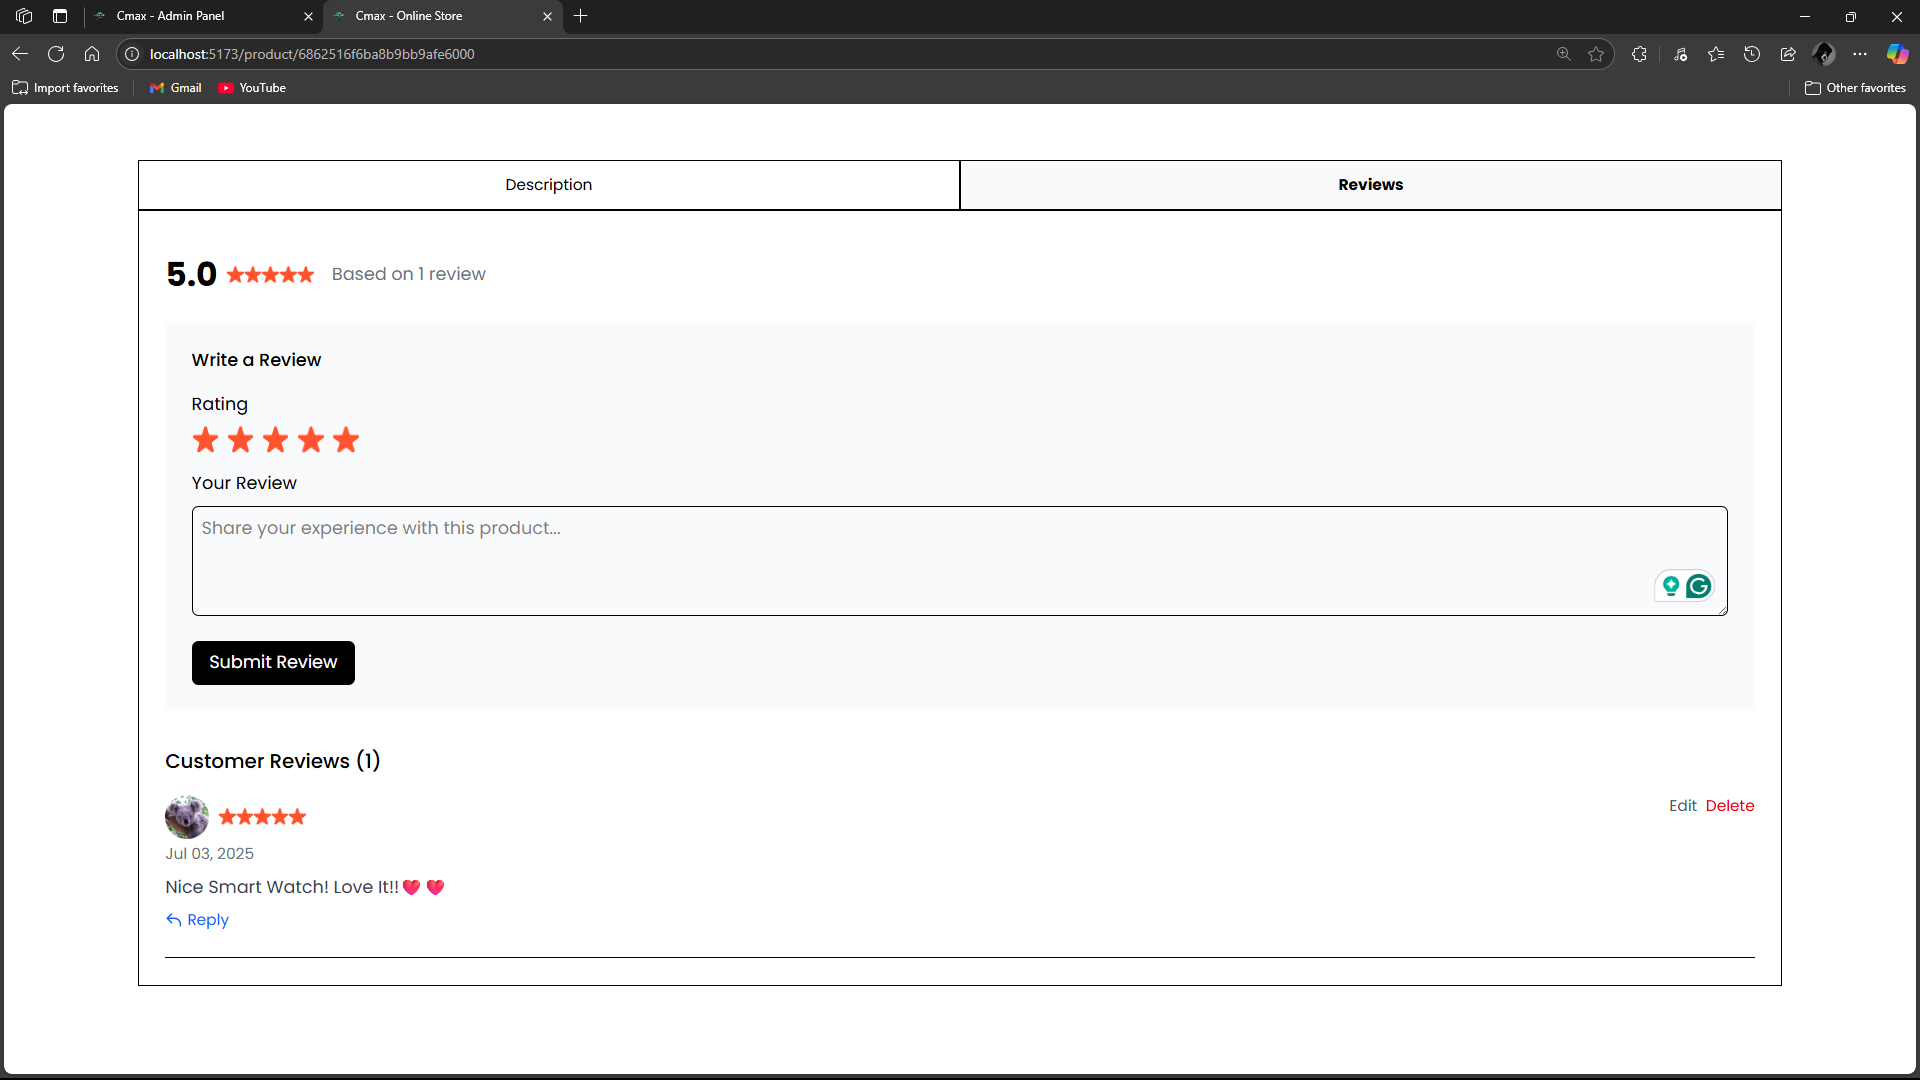 Cmax - Admin Panel
Cmax - Online Store
localhost:5173/product/6862516f6ba8b9bb9afe6000
Import favorites
Gmail
YouTube
Other favorites
Description
Reviews
5.0
Based on 1 review
Write a Review
Rating
Your Review
Share your experience with this product...
Submit Review
Customer Reviews (1)
Edit Delete
Jul 03, 2025
Nice Smart Watch! Love It!!❤️ ❤️
Reply